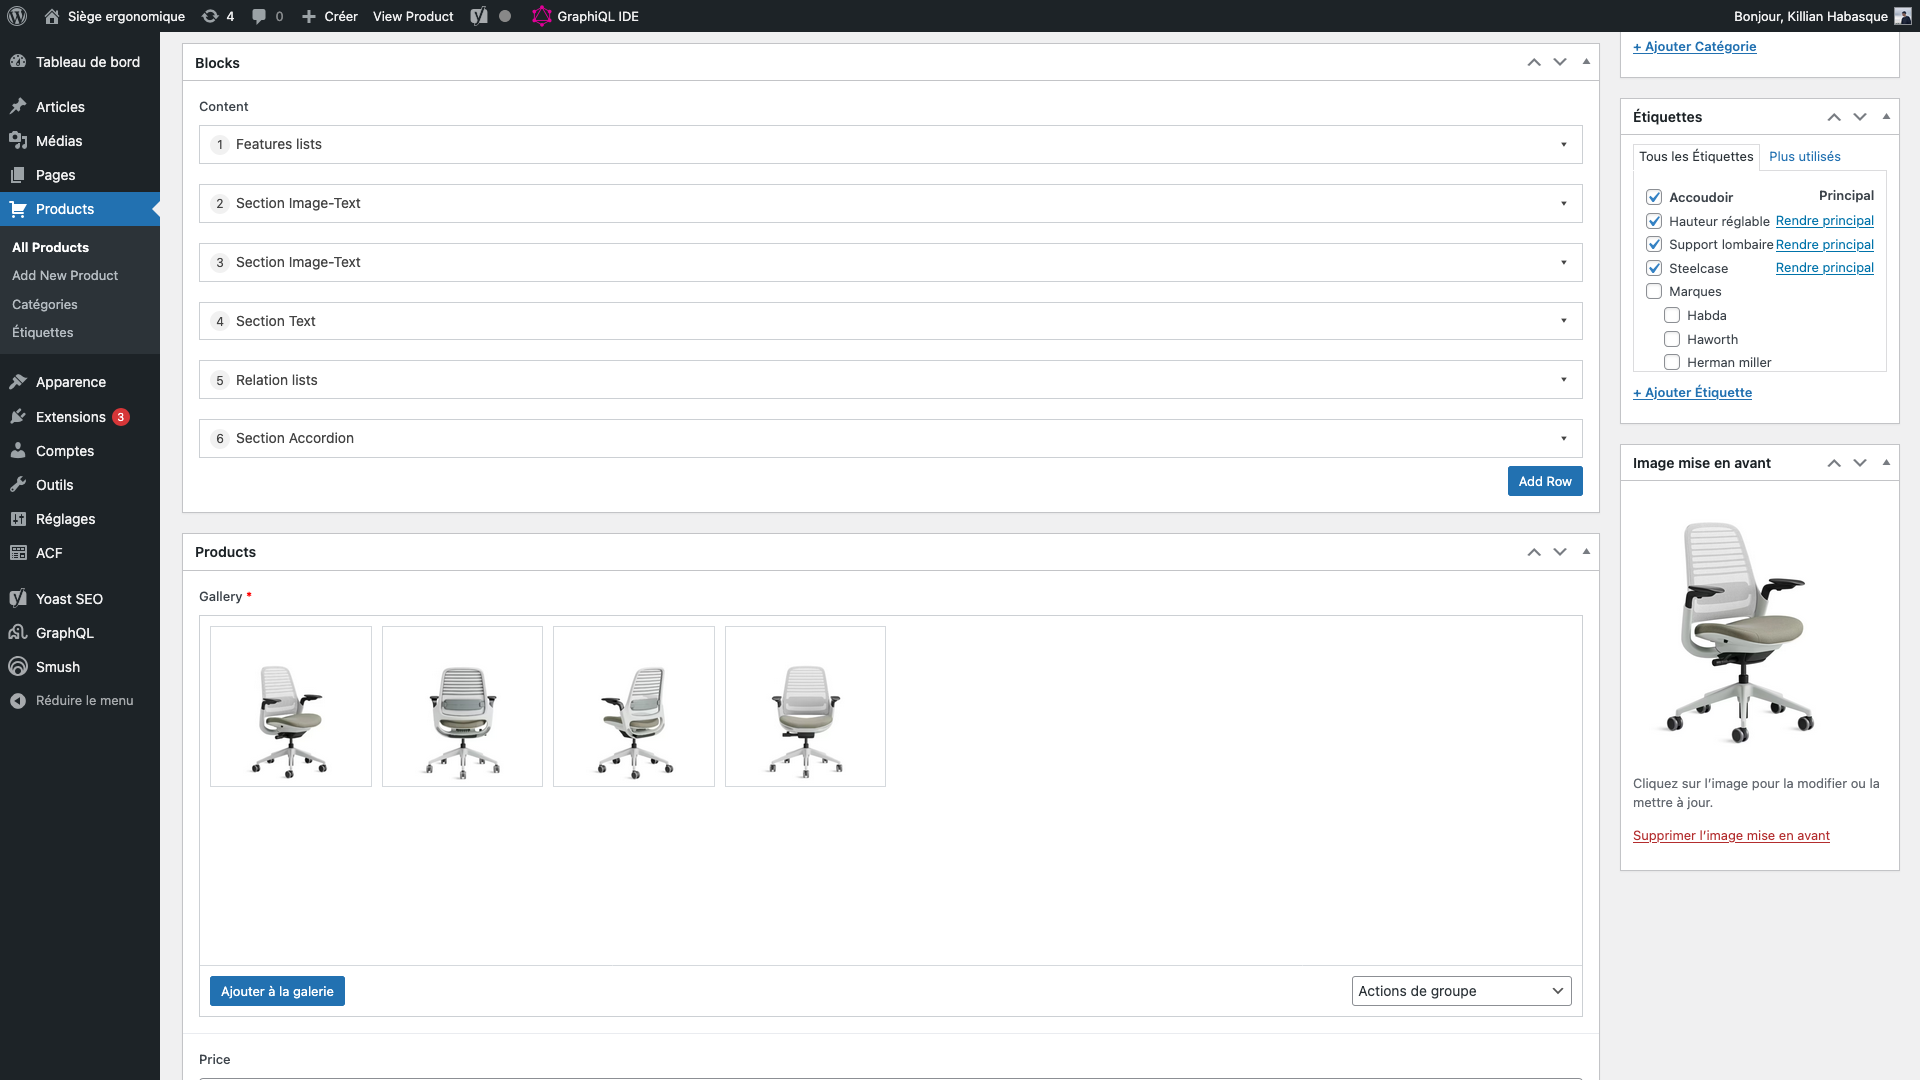 Siège ergonomique
4
0
Créer
View Product
GraphiQL IDE
Bonjour, Killian Habasque
Tableau de bord
Articles
Médias
Pages
Products
All Products
Add New Product
Catégories
Étiquettes
Apparence
Extensions 3
Comptes
Outils
Réglages
ACF
Yoast SEO
GraphQL
Smush
Réduire le menu
Blocks
Content
1 Features lists
2 Section Image-Text
3 Section Image-Text
4 Section Text
5 Relation lists
6 Section Accordion
Add Row
Products
Gallery *
Ajouter à la galerie
Actions de groupe
Price
+ Ajouter Catégorie
Étiquettes
Tous les Étiquettes
Plus utilisés
Accoudoir Principal
Hauteur réglable Rendre principal
Support lombaire Rendre principal
Steelcase Rendre principal
Marques
Habda
Haworth
Herman miller
+ Ajouter Étiquette
Image mise en avant
Cliquez sur l’image pour la modifier ou la
mettre à jour.
Supprimer l’image mise en avant